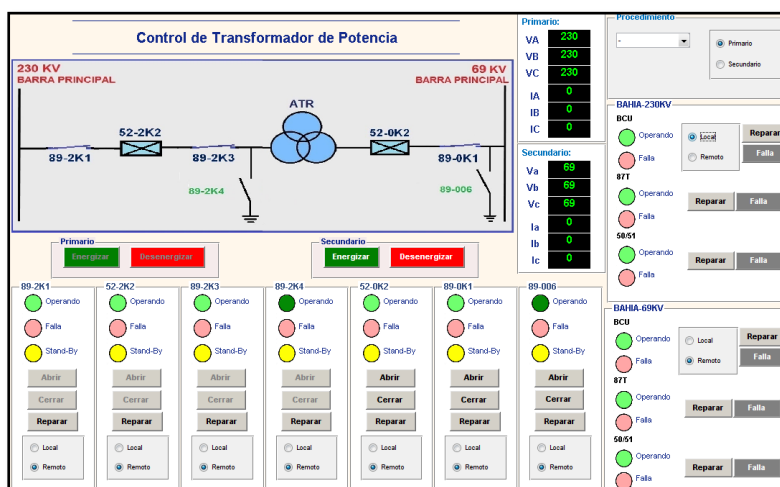 Control de Transformador de Potencia
230 KV
BARRA PRINCIPAL
69 KV
BARRA PRINCIPAL
ATR
52-2K2
52-0K2
89-2K1
89-2K3
89-0K1
89-2K4
89-006
Primario
Energizar
Desenergizar
Secundario
Energizar
Desenergizar
Primario:
VA 230
VB 230
VC 230
IA 0
IB 0
IC 0
Secundario:
Va 69
Vb 69
Vc 69
Ia 0
Ib 0
Ic 0
Procedimiento
-
Primario
Secundario
BAHIA-230KV
BCU
Operando
Falla
Local
Remoto
Reparar
Falla
87T
Operando
Falla
Reparar
Falla
50/51
Operando
Falla
Reparar
Falla
BAHIA-69KV
BCU
Operando
Falla
Local
Remoto
Reparar
Falla
87T
Operando
Falla
Reparar
Falla
50/51
Operando
Falla
Reparar
Falla
89-2K1
Operando
Falla
Stand-By
Abrir
Cerrar
Reparar
Local
Remoto
52-2K2
Operando
Falla
Stand-By
Abrir
Cerrar
Reparar
Local
Remoto
89-2K3
Operando
Falla
Stand-By
Abrir
Cerrar
Reparar
Local
Remoto
89-2K4
Operando
Falla
Stand-By
Abrir
Cerrar
Reparar
Local
Remoto
52-0K2
Operando
Falla
Stand-By
Abrir
Cerrar
Reparar
Local
Remoto
89-0K1
Operando
Falla
Stand-By
Abrir
Cerrar
Reparar
Local
Remoto
89-006
Operando
Falla
Stand-By
Abrir
Cerrar
Reparar
Local
Remoto